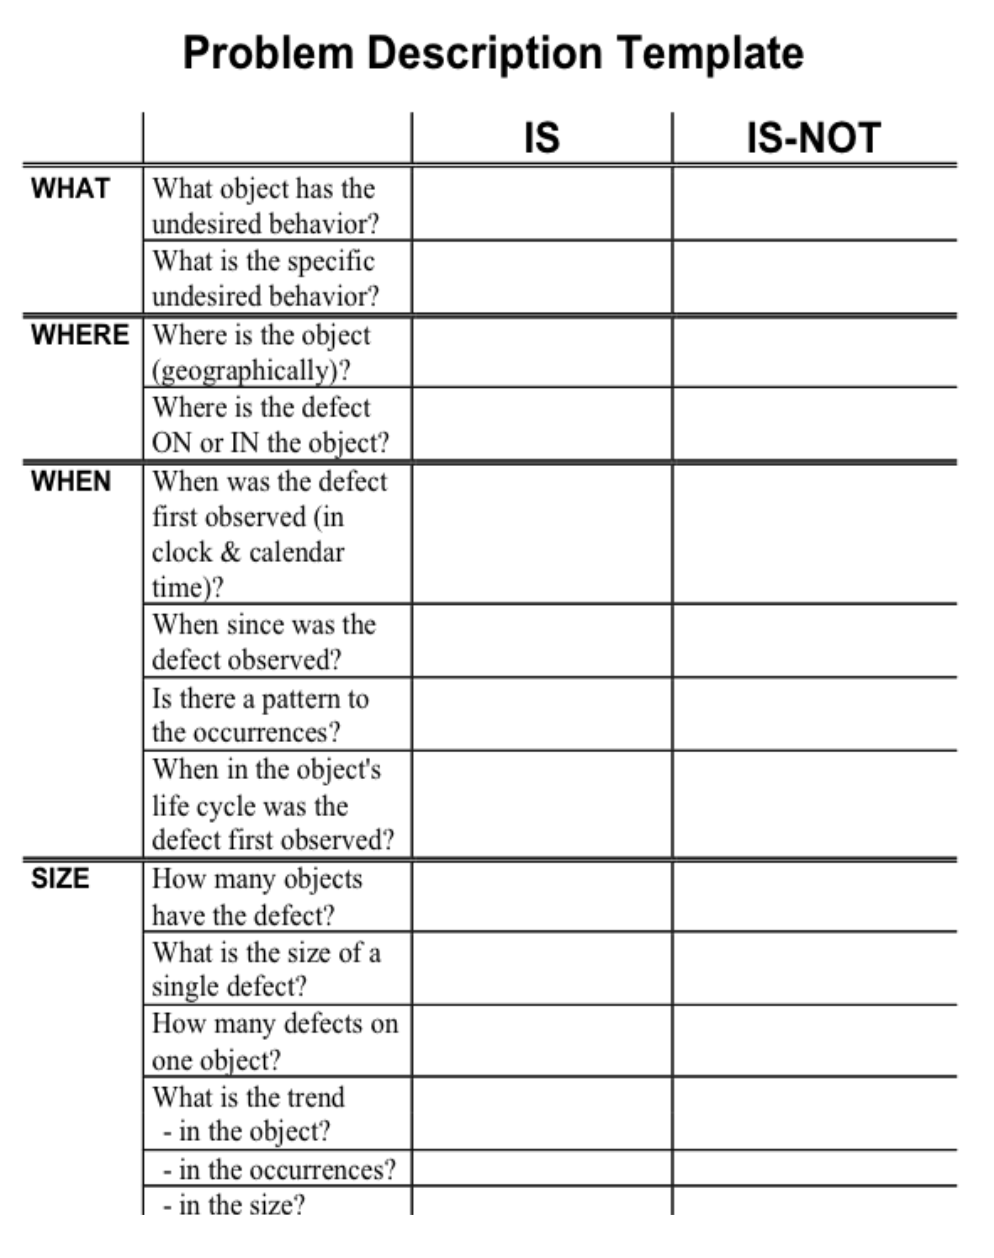 Problem Description Template
IS IS-NOT
WHAT What object has the
undesired behavior?
What is the specific
undesired behavior?
WHERE Where is the object
(geographically)?
Where is the defect
ON or IN the object?
WHEN When was the defect
first observed (in
clock & calendar
time)?
When since was the
defect observed?
Is there a pattern to
the occurrences?
When in the object's
life cycle was the
defect first observed?
SIZE How many objects
have the defect?
What is the size of a
single defect?
How many defects on
one object?
What is the trend
- in the object?
- in the occurrences?
- in the size?